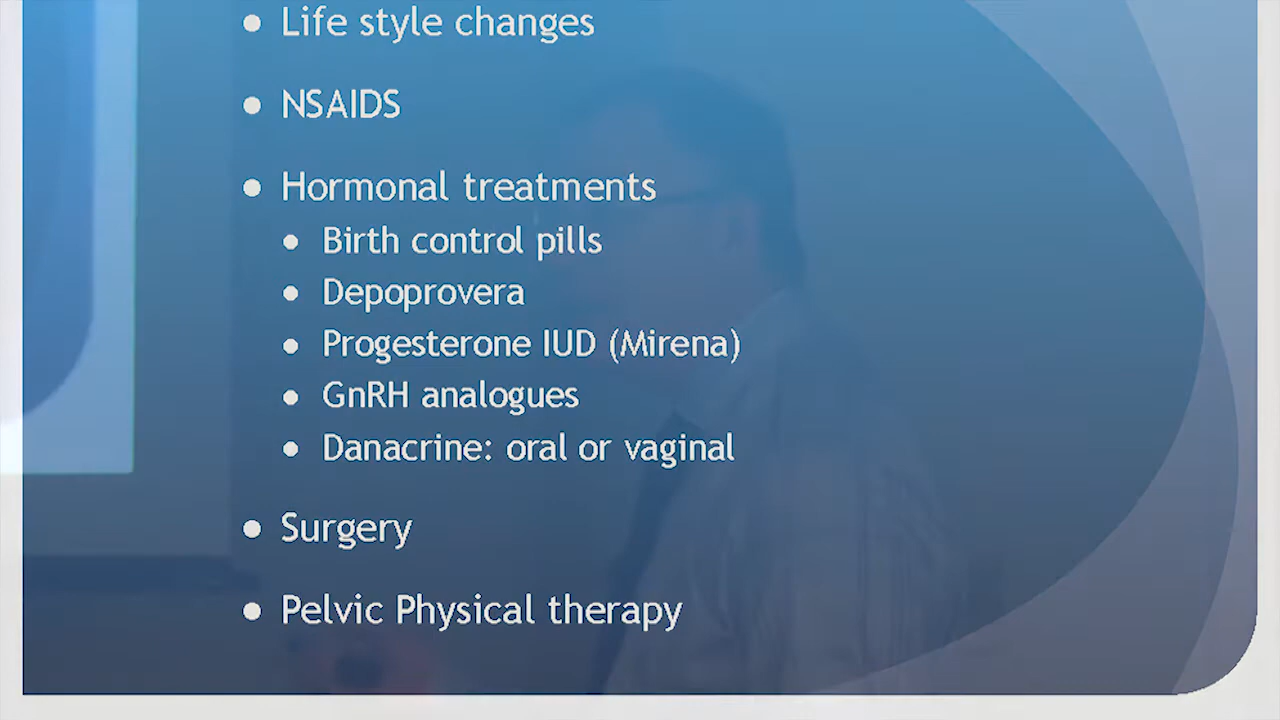 • Life style changes
• NSAIDS
• Hormonal treatments
• Birth control pills
• Depoprovera
• Progesterone IUD (Mirena)
• GnRH analogues
• Danacrine: oral or vaginal
• Surgery
• Pelvic Physical therapy